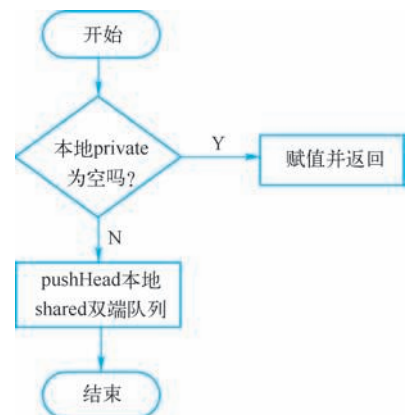 开始
本地private
为空吗?
Y
赋值并返回
N
pushHead本地
shared双端队列
结束